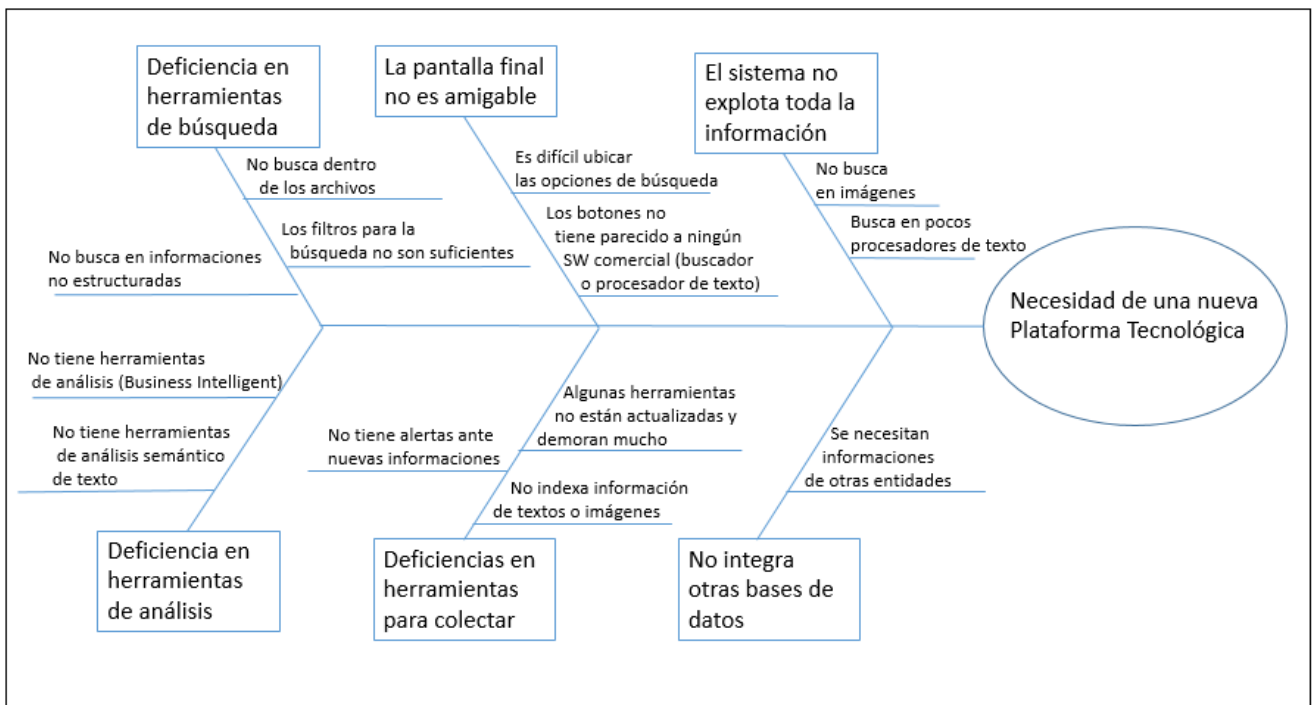 Deficiencia en
herramientas
de búsqueda
La pantalla final
no es amigable
El sistema no
explota toda la
información
No busca dentro
de los archivos
Los filtros para la
búsqueda no son suficientes
No busca en informaciones
no estructuradas
Es difícil ubicar
las opciones de búsqueda
Los botones no
tiene parecido a ningún
SW comercial (buscador
o procesador de texto)
No busca
en imágenes
Busca en pocos
procesadores de texto
Necesidad de una nueva
Plataforma Tecnológica
No tiene herramientas
de análisis (Business Intelligent)
No tiene herramientas
de análisis semántico
de texto
Algunas herramientas
no están actualizadas y
demoran mucho
No tiene alertas ante
nuevas informaciones
No indexa información
de textos o imágenes
Se necesitan
informaciones
de otras entidades
Deficiencia en
herramientas
de análisis
Deficiencias en
herramientas
para colectar
No integra
otras bases de
datos